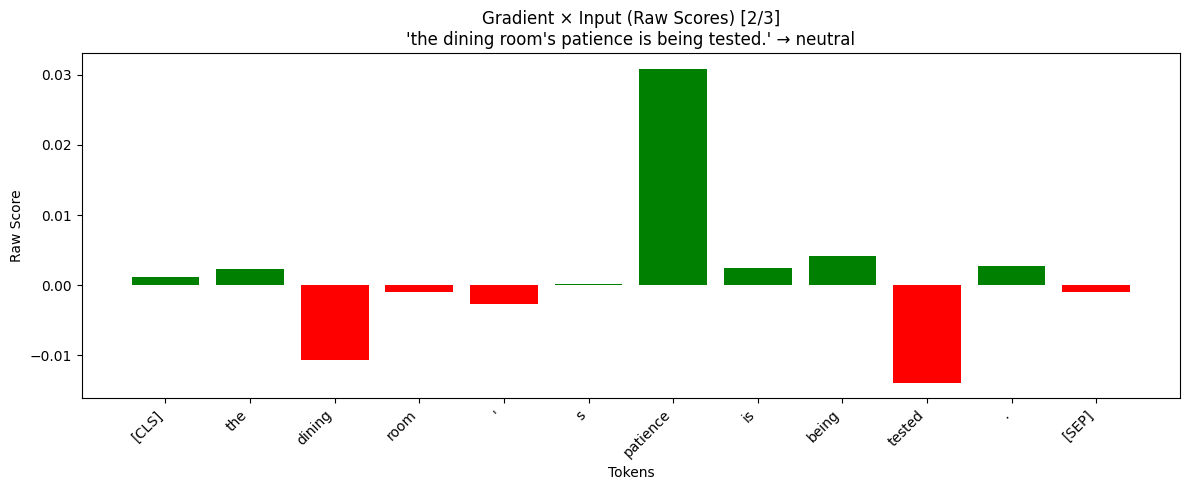 Gradient × Input (Raw Scores) [2/3]
'the dining room's patience is being tested.' → neutral
Raw Score
0.03
0.02
0.01
0.00
−0.01
[CLS]
the
dining
room
'
s
patience
is
being
tested
.
[SEP]
Tokens